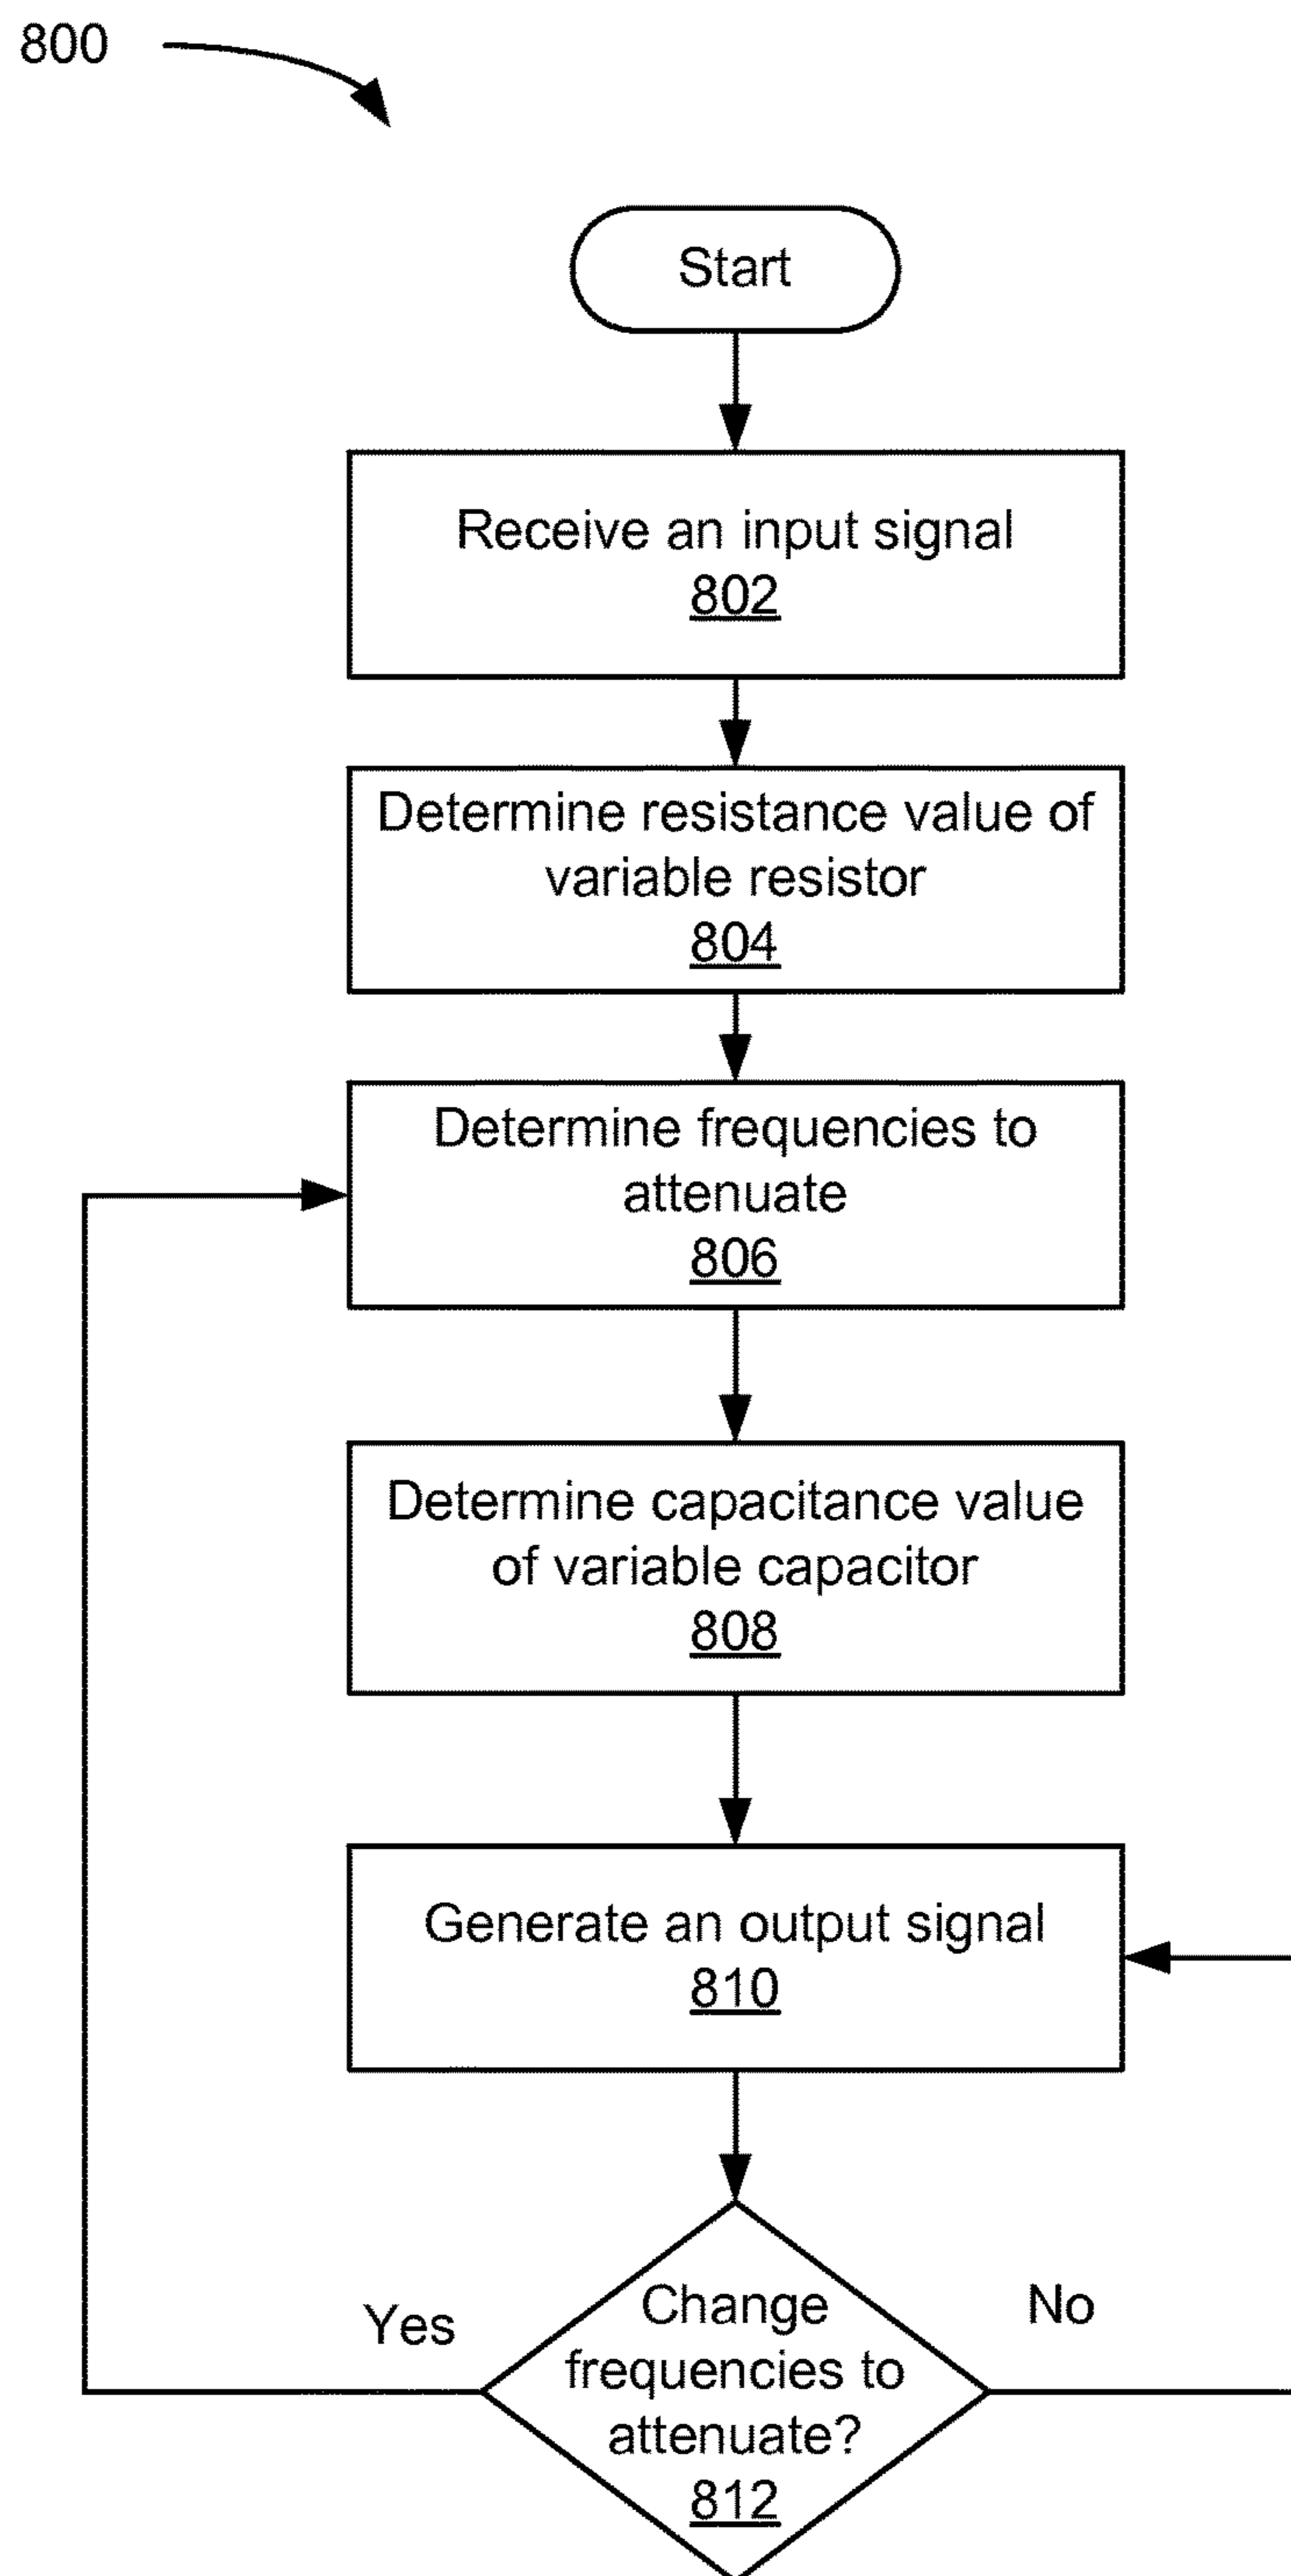 800
Start
Receive an input signal
802
Determine resistance value of
variable resistor
804
Determine frequencies to
attenuate
806
Determine capacitance value
of variable capacitor
808
Generate an output signal
810
Yes
No
Change
frequencies to
attenuate?
812